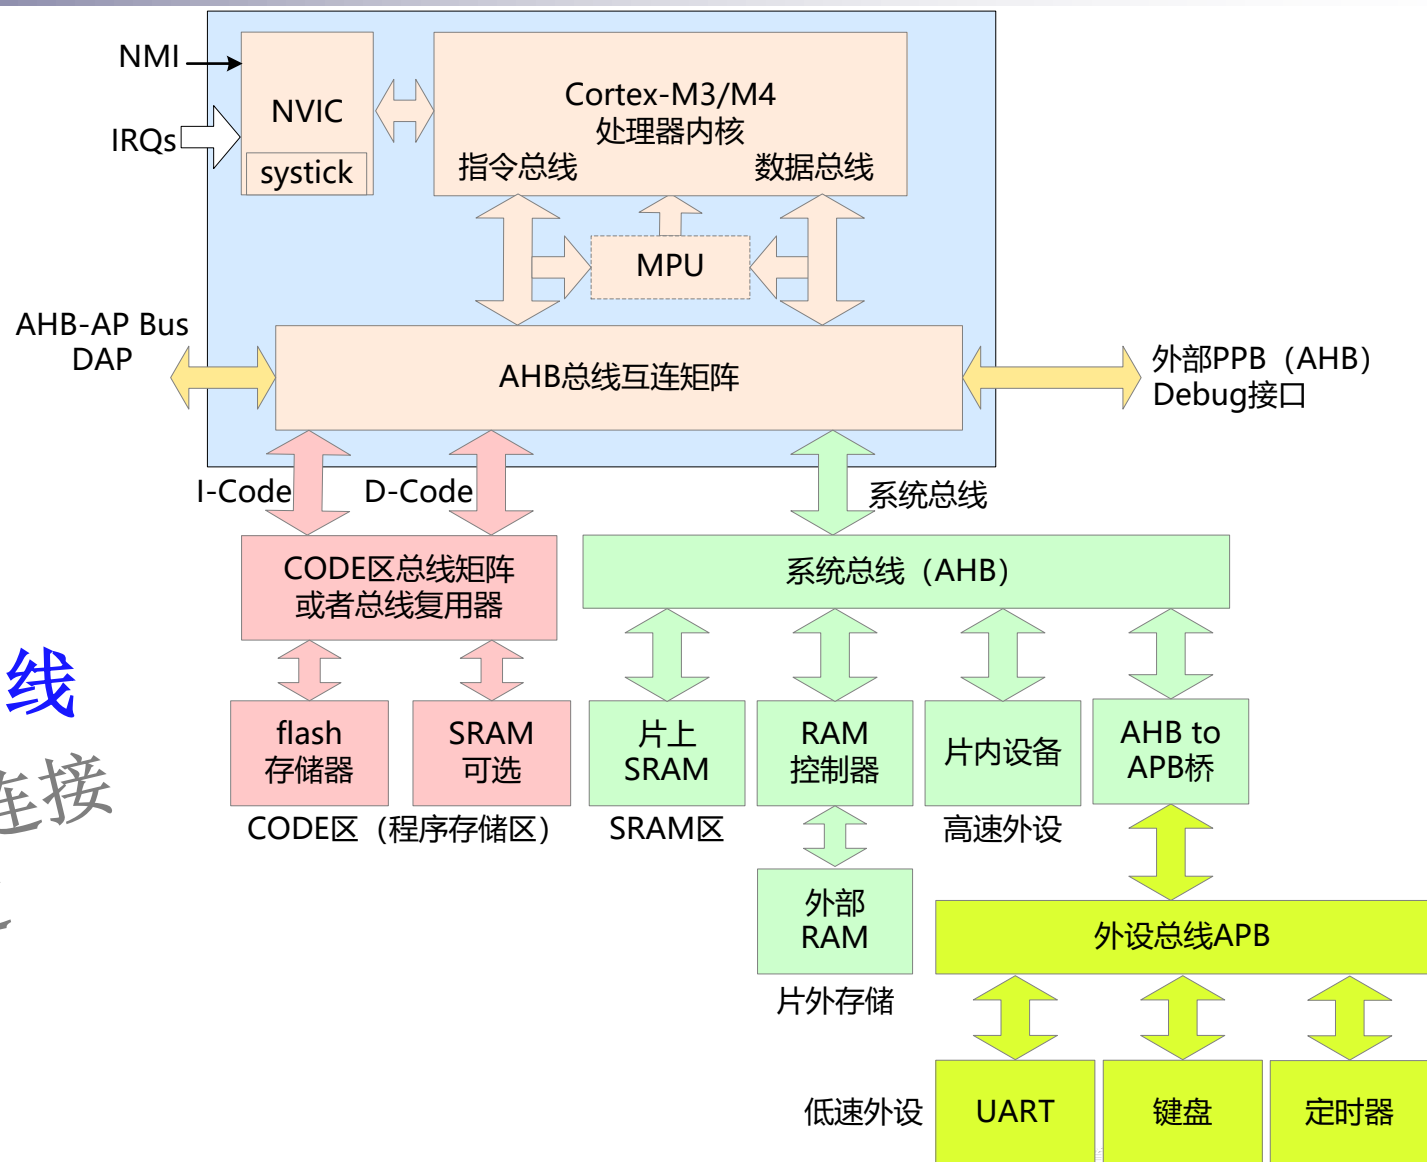 NMI
NVIC
IRQs
systick
Cortex-M3/M4
处理器内核
指令总线
数据总线
MPU
AHB-AP Bus
DAP
AHB总线互连矩阵
外部PPB（AHB）
Debug接口
I-Code
D-Code
系统总线
CODE区总线矩阵
或者总线复用器
系统总线（AHB）
线
连接
flash
存储器
SRAM
可选
片上
SRAM
RAM
控制器
片内设备
AHB to
APB桥
CODE区（程序存储区）
SRAM区
高速外设
外部
RAM
外设总线APB
片外存储
低速外设
UART
键盘
定时器